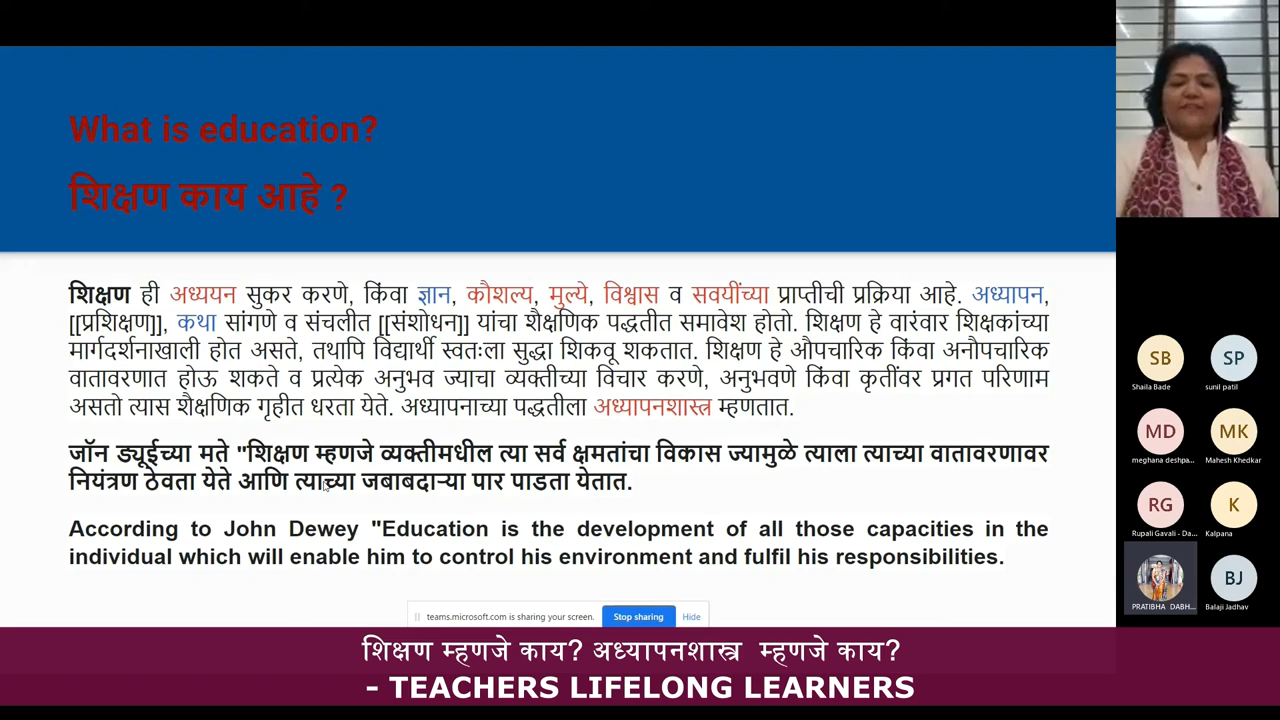 What is education?
शिक्षण काय आहे ?
शिक्षण ही अध्ययन सुकर करणे, किंवा ज्ञान, कौशल्य, मुल्ये, विश्वास व सवयींच्या प्राप्तीची प्रक्रिया आहे. अध्यापन,
[[प्रशिक्षण]], कथा सांगणे व संचलीत [[संशोधन]] यांचा शैक्षणिक पद्धतीत समावेश होतो. शिक्षण हे वारंवार शिक्षकांच्या
मार्गदर्शनाखाली होत असते, तथापि विद्यार्थी स्वतःला सुद्धा शिकवू शकतात. शिक्षण हे औपचारिक किंवा अनौपचारिक
वातावरणात होऊ शकते व प्रत्येक अनुभव ज्याचा व्यक्तीच्या विचार करणे, अनुभवणे किंवा कृतींवर प्रगत परिणाम
असतो त्यास शैक्षणिक गृहीत धरता येते. अध्यापनाच्या पद्धतीला अध्यापनशास्त्र म्हणतात.
जॉन ड्यूईच्या मते "शिक्षण म्हणजे व्यक्तीमधील त्या सर्व क्षमतांचा विकास ज्यामुळे त्याला त्याच्या वातावरणावर
नियंत्रण ठेवता येते आणि त्याच्या जबाबदाऱ्या पार पाडता येतात.
According to John Dewey "Education is the development of all those capacities in the
individual which will enable him to control his environment and fulfil his responsibilities.
teams.microsoft.com is sharing your screen. Stop sharing Hide
शिक्षण म्हणजे काय? अध्यापनशास्त्र म्हणजे काय?
- TEACHERS LIFELONG LEARNERS
SB SP
Shaila Bade sunil patil
MD MK
meghana deshpa... Mahesh Khedkar
RG K
Rupali Gavali - Da... Kalpana
BJ
PRATIBHA DABH... Balaji Jadhav